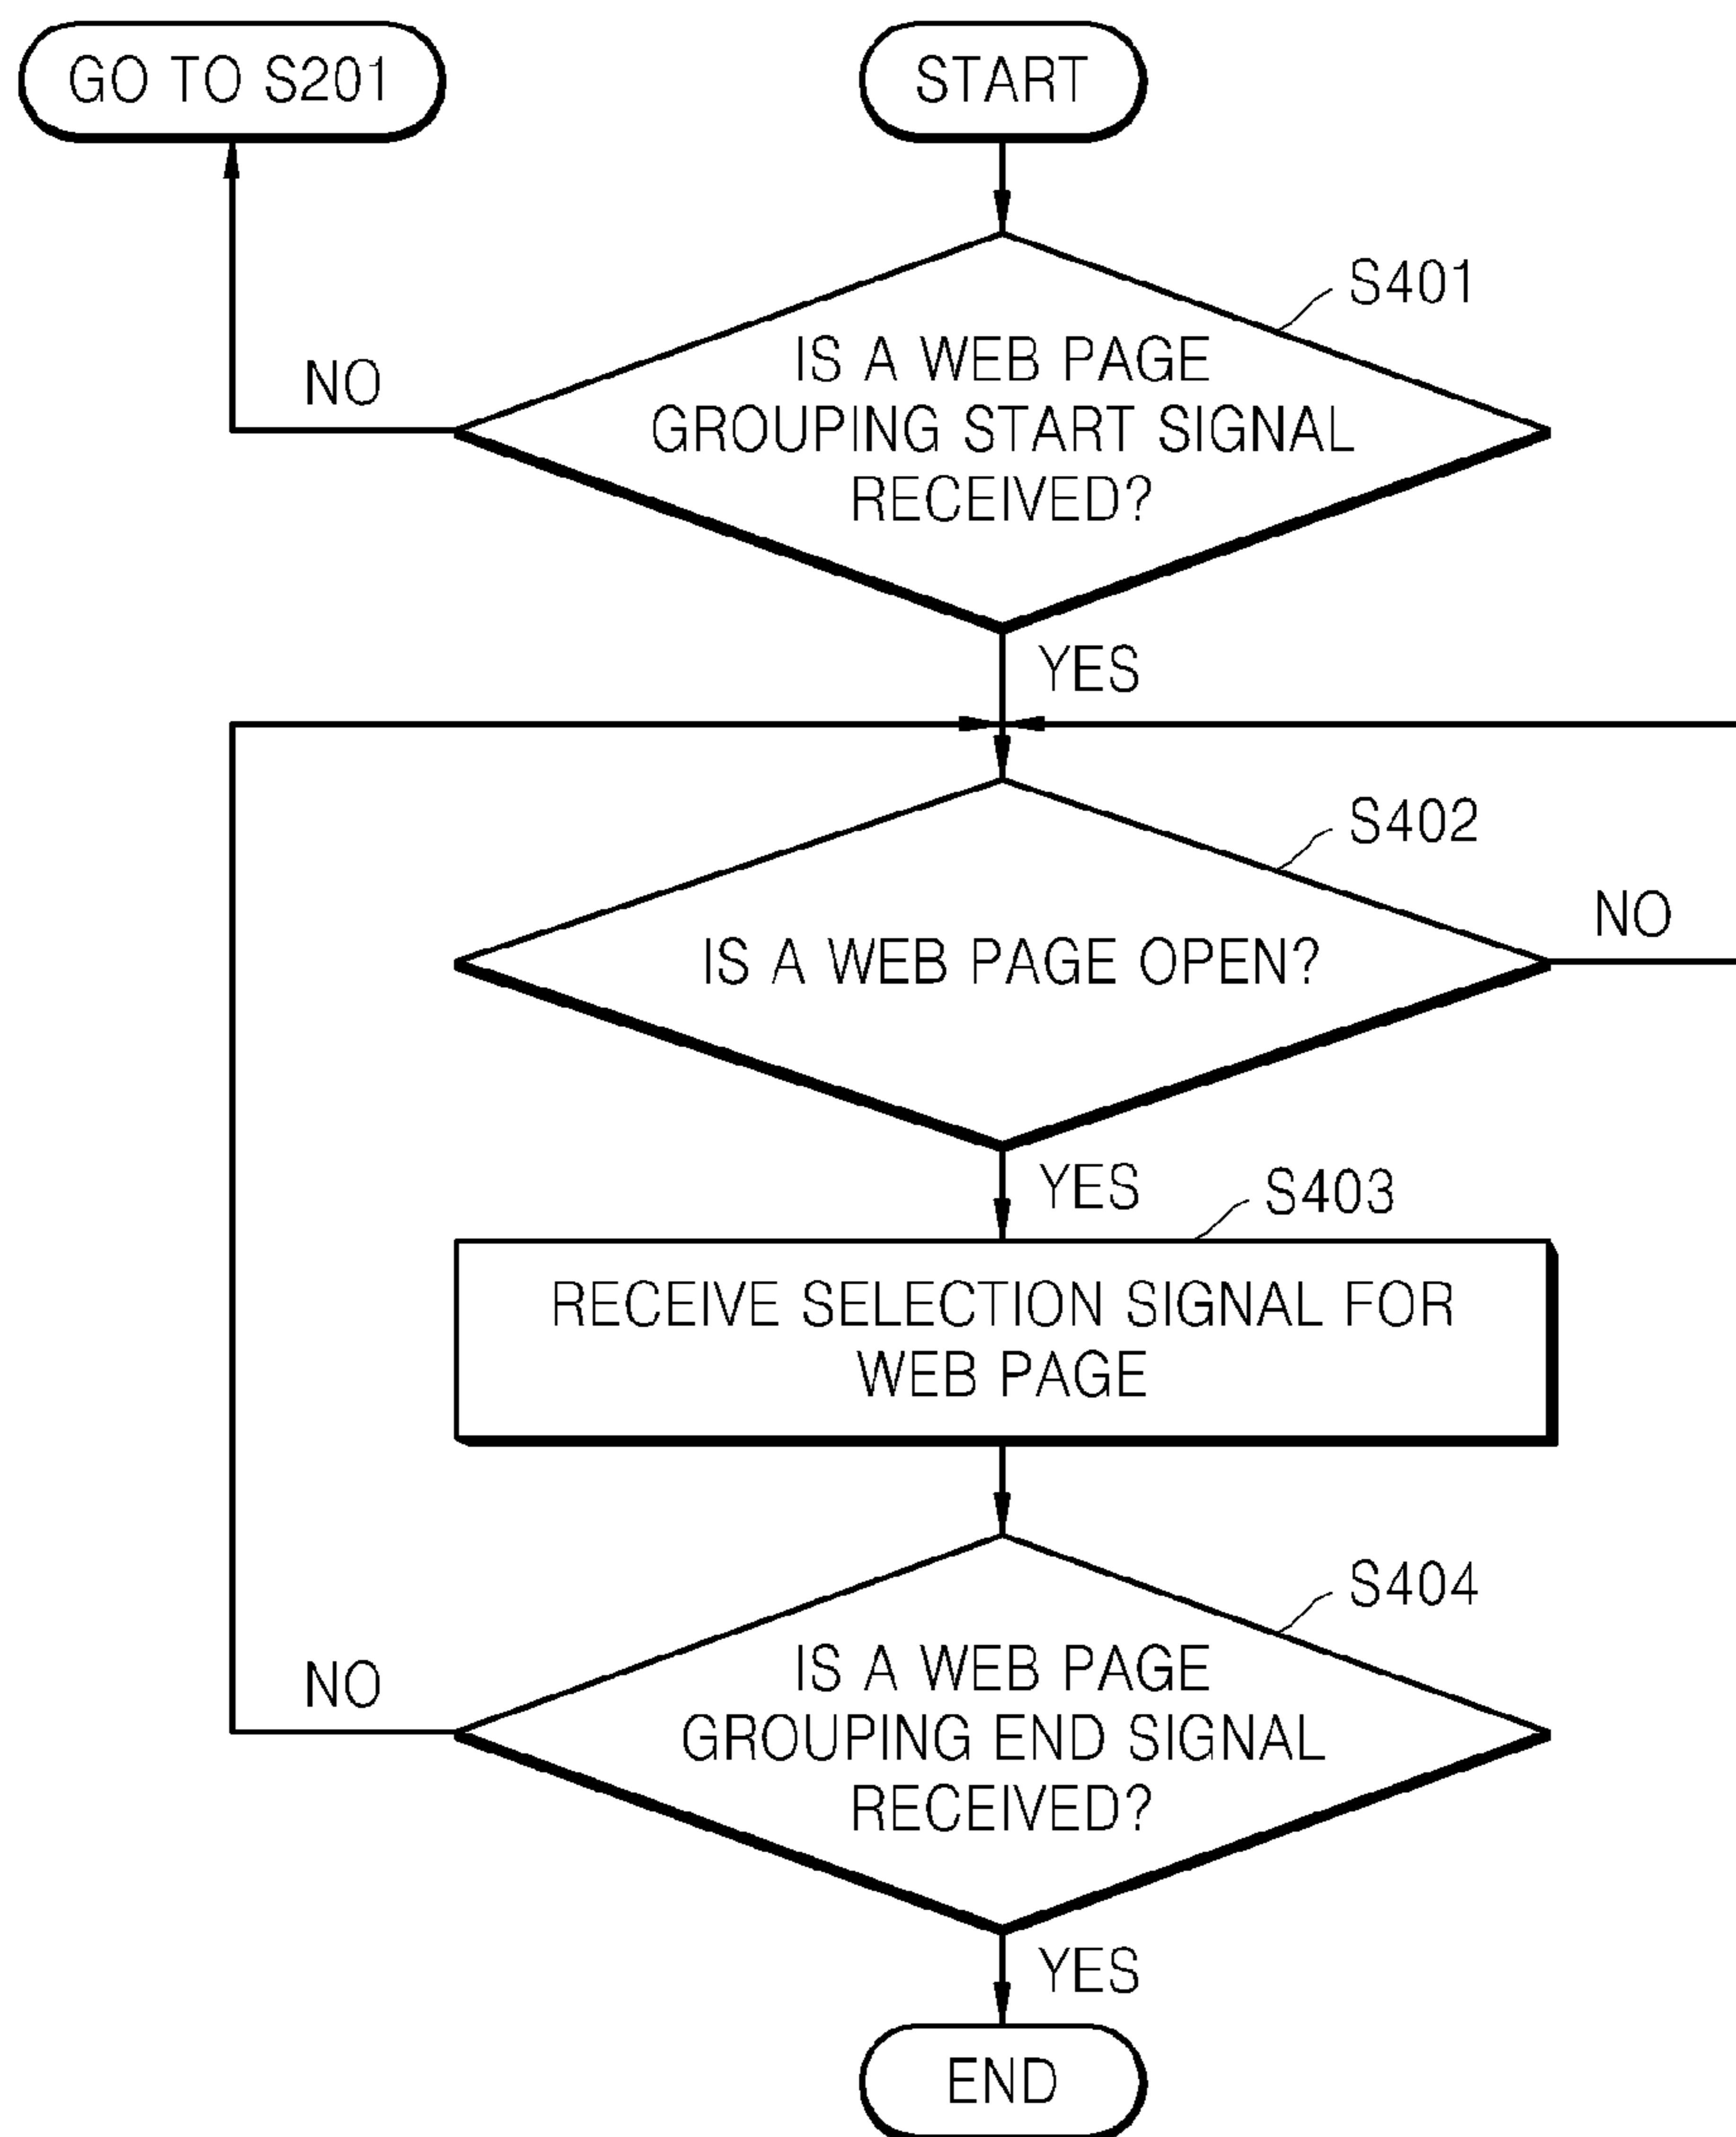 GO TO S201
START
S401
IS A WEB PAGE
GROUPING START SIGNAL
RECEIVED?
NO
YES
S402
NO
IS A WEB PAGE OPEN?
YES
S403
RECEIVE SELECTION SIGNAL FOR
WEB PAGE
S404
IS A WEB PAGE
GROUPING END SIGNAL
RECEIVED?
NO
YES
END